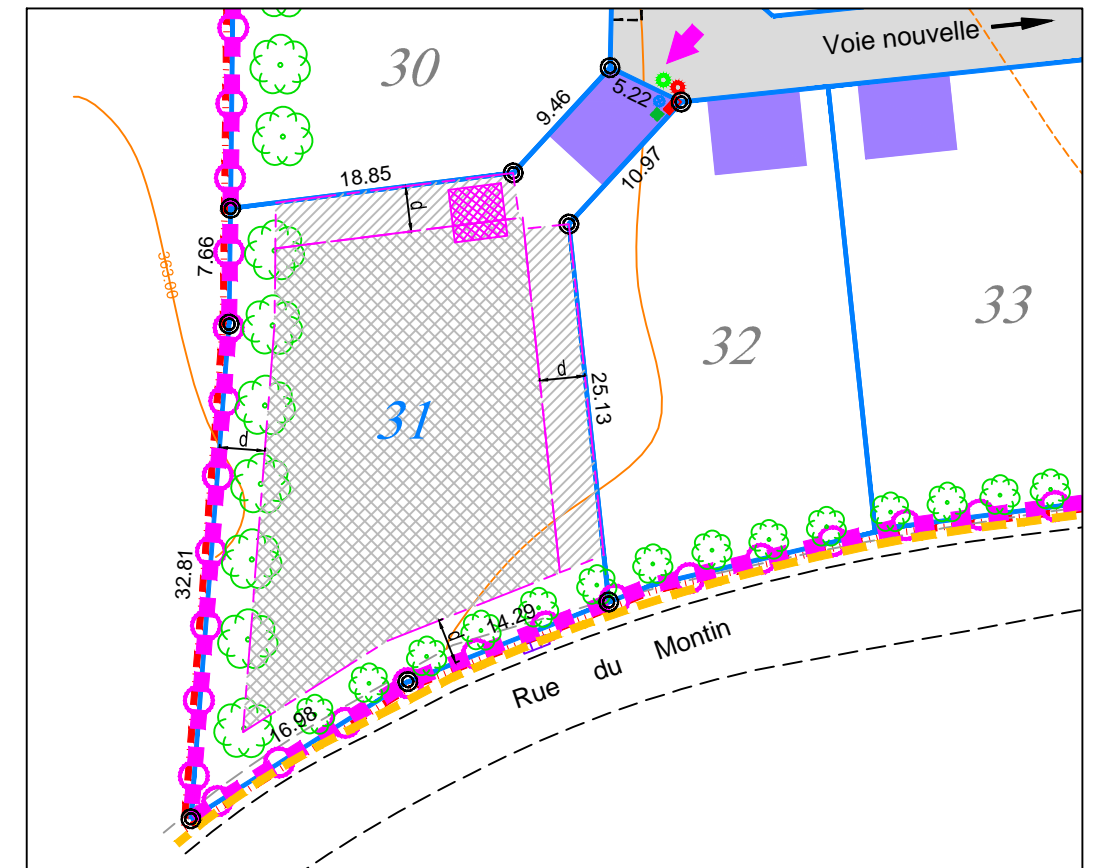 30
Voie nouvelle
5.22
9.46
18.85
10.97
d
7.66
363.00
33
32
d
25.13
31
d
32.81
14.29
d
Rue du Montin
16.98